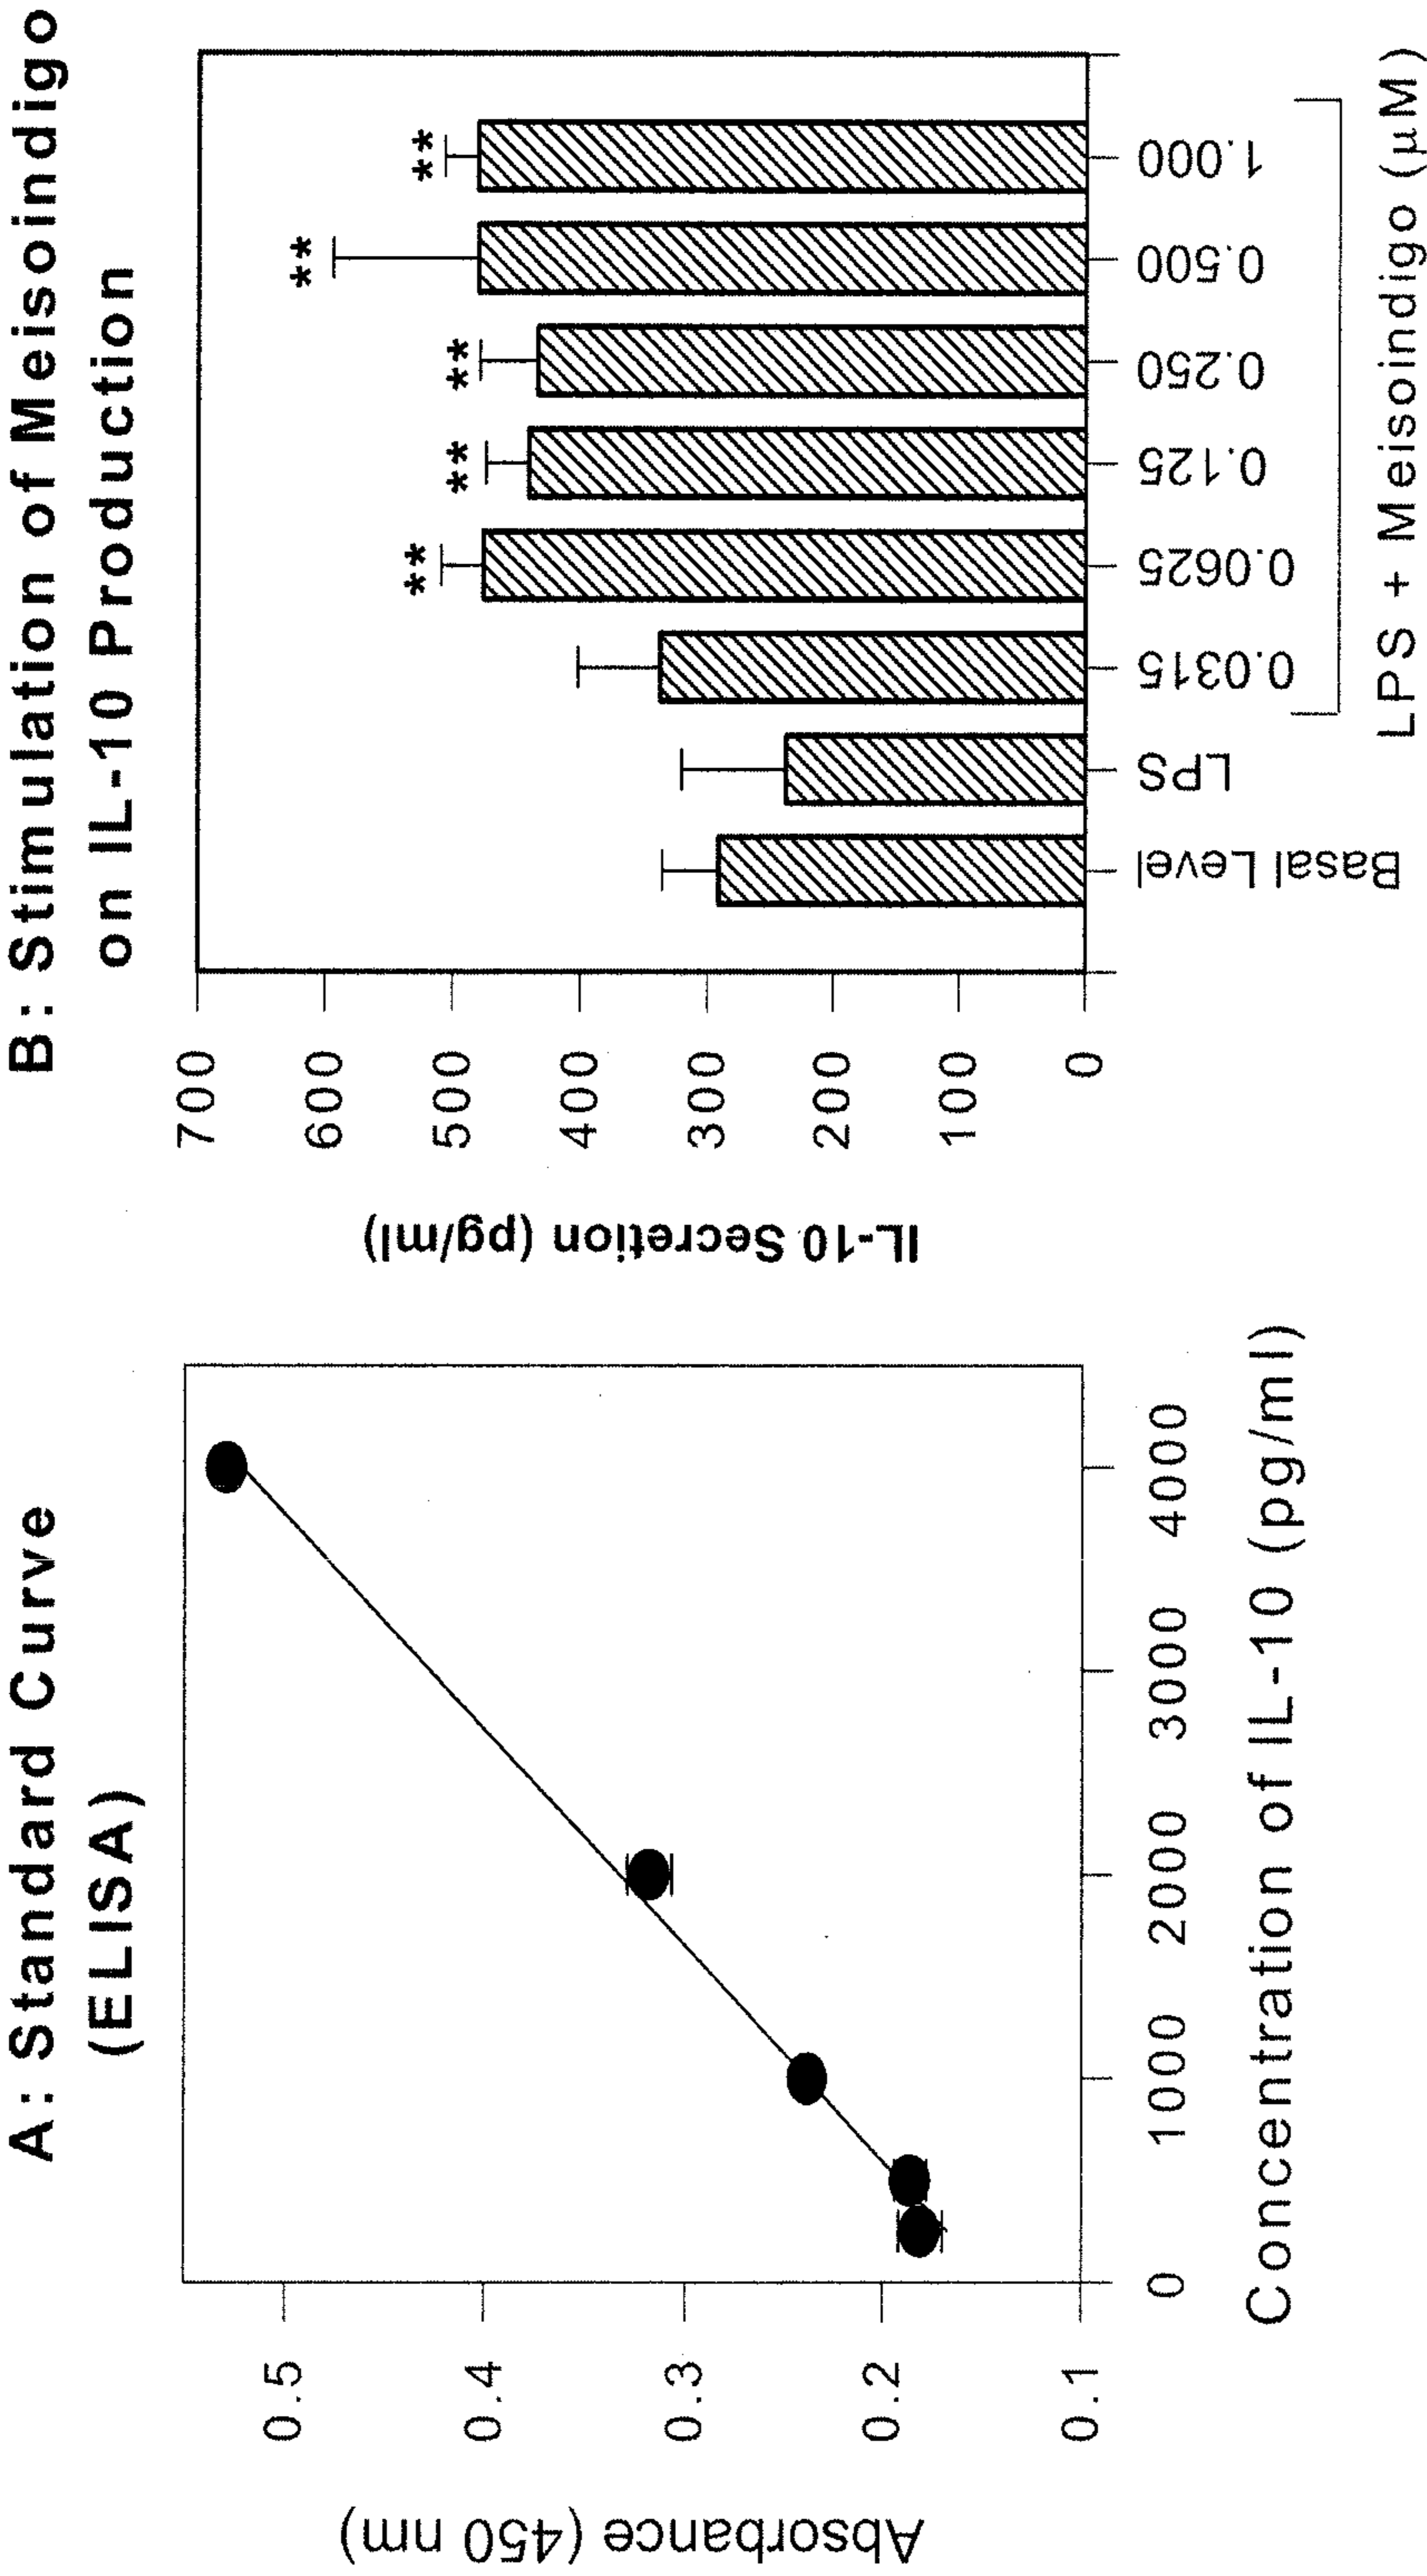 A: Standard Curve
(ELISA)
Absorbance (450 nm)
0.5
0.4
0.3
0.2
0.1
0
1000
2000
3000
4000
Concentration of IL-10 (pg/ml)
B: Stimulation of Meisoindigo
on IL-10 Production
IL-10 Secretion (pg/ml)
700
600
500
400
300
200
100
0
**
**
**
**
**
Basal Level
LPS
0.0315
0.0625
0.125
0.250
0.500
1.000
LPS + Meisoindigo (μM)